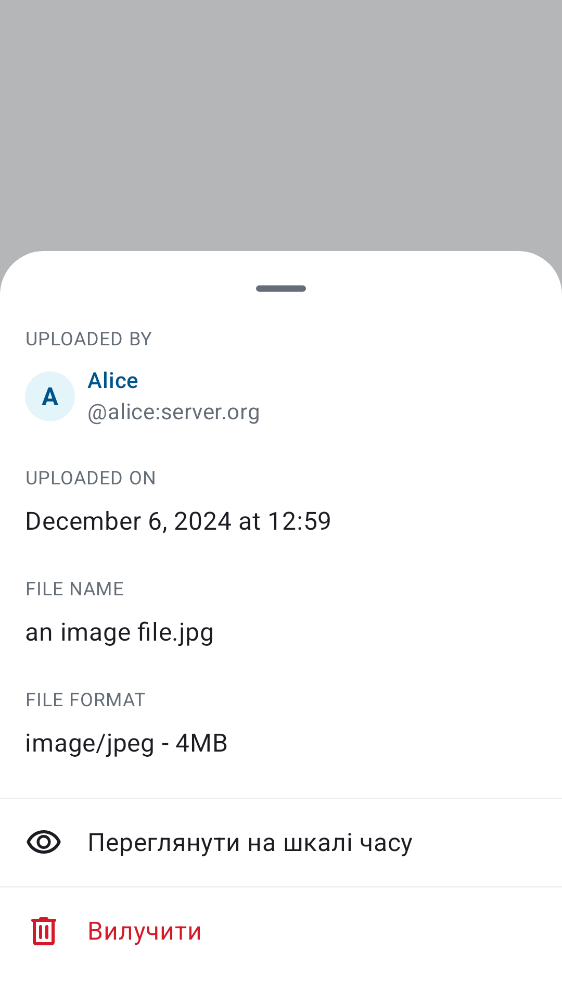 UPLOADED BY
A
Alice
@alice:server.org
UPLOADED ON
December 6, 2024 at 12:59
FILE NAME
an image file.jpg
FILE FORMAT
image/jpeg - 4MB
Переглянути на шкалі часу
Вилучити